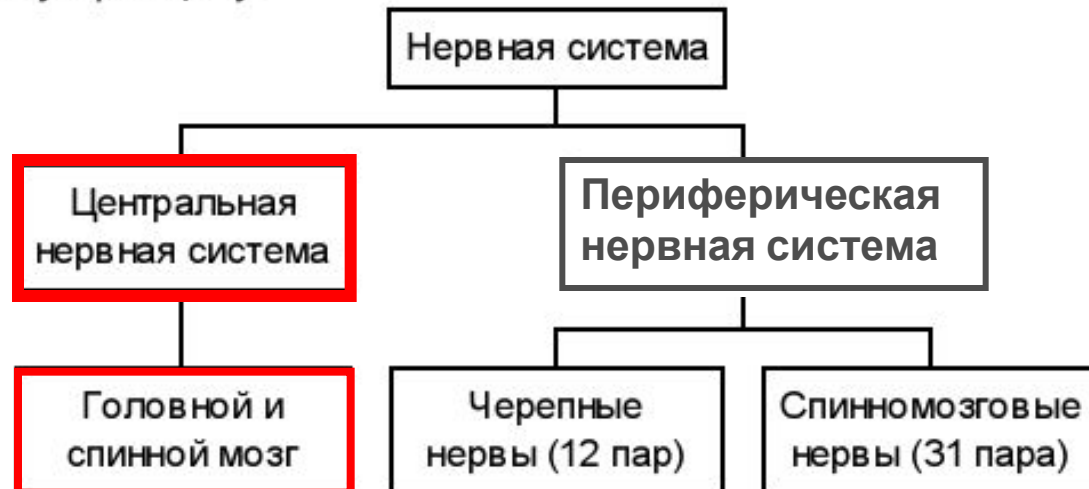 Нервная система
Центральная
нервная система
Периферическая
нервная система
Головной и
спинной мозг
Черепные
нервы (12 пар)
Спинномозговые
нервы (31 пара)